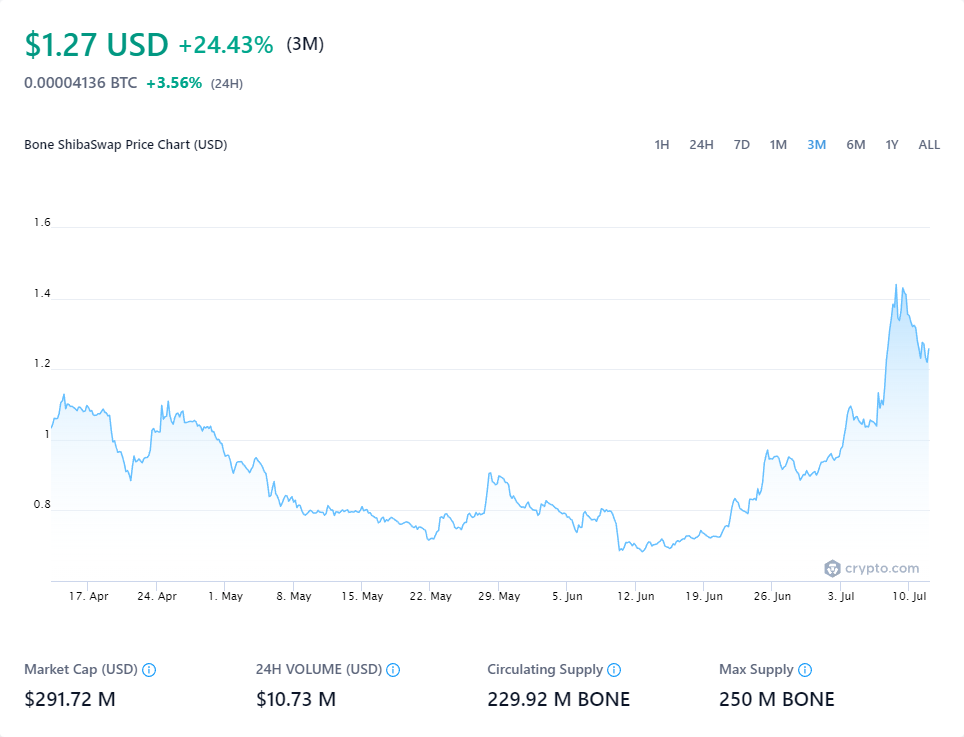 $1.27 USD +24.43% (3M)
0.00004136 BTC +3.56% (24H)
Bone ShibaSwap Price Chart (USD) 1H 24H 7D 1M 3M 6M 1Y ALL
1.6
1.4
1.2
1
0.8
crypto.com
17. Apr 24. Apr 1. May 8. May 15. May 22. May 29. May 5. Jun 12. Jun 19. Jun 26. Jun 3. Jul 10. Jul
Market Cap (USD) 24H VOLUME (USD) Circulating Supply Max Supply
$291.72 M $10.73 M 229.92 M BONE 250 M BONE